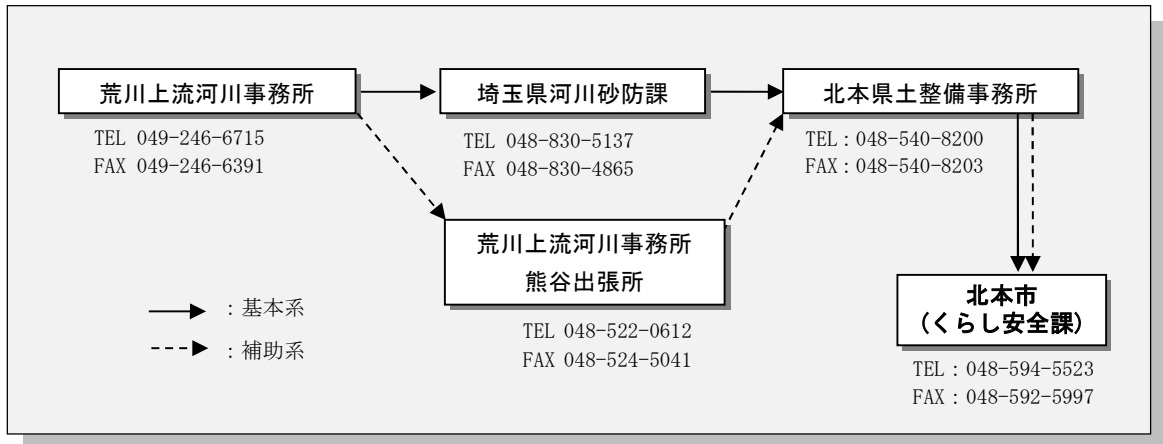 荒川上流河川事務所
TEL 049-246-6715
FAX 049-246-6391
埼玉県河川砂防課
TEL 048-830-5137
FAX 048-830-4865
北本県土整備事務所
TEL：048-540-8200
FAX：048-540-8203
荒川上流河川事務所
熊谷出張所
TEL 048-522-0612
FAX 048-524-5041
北本市
（くらし安全課）
TEL：048-594-5523
FAX：048-592-5997
：基本系
：補助系